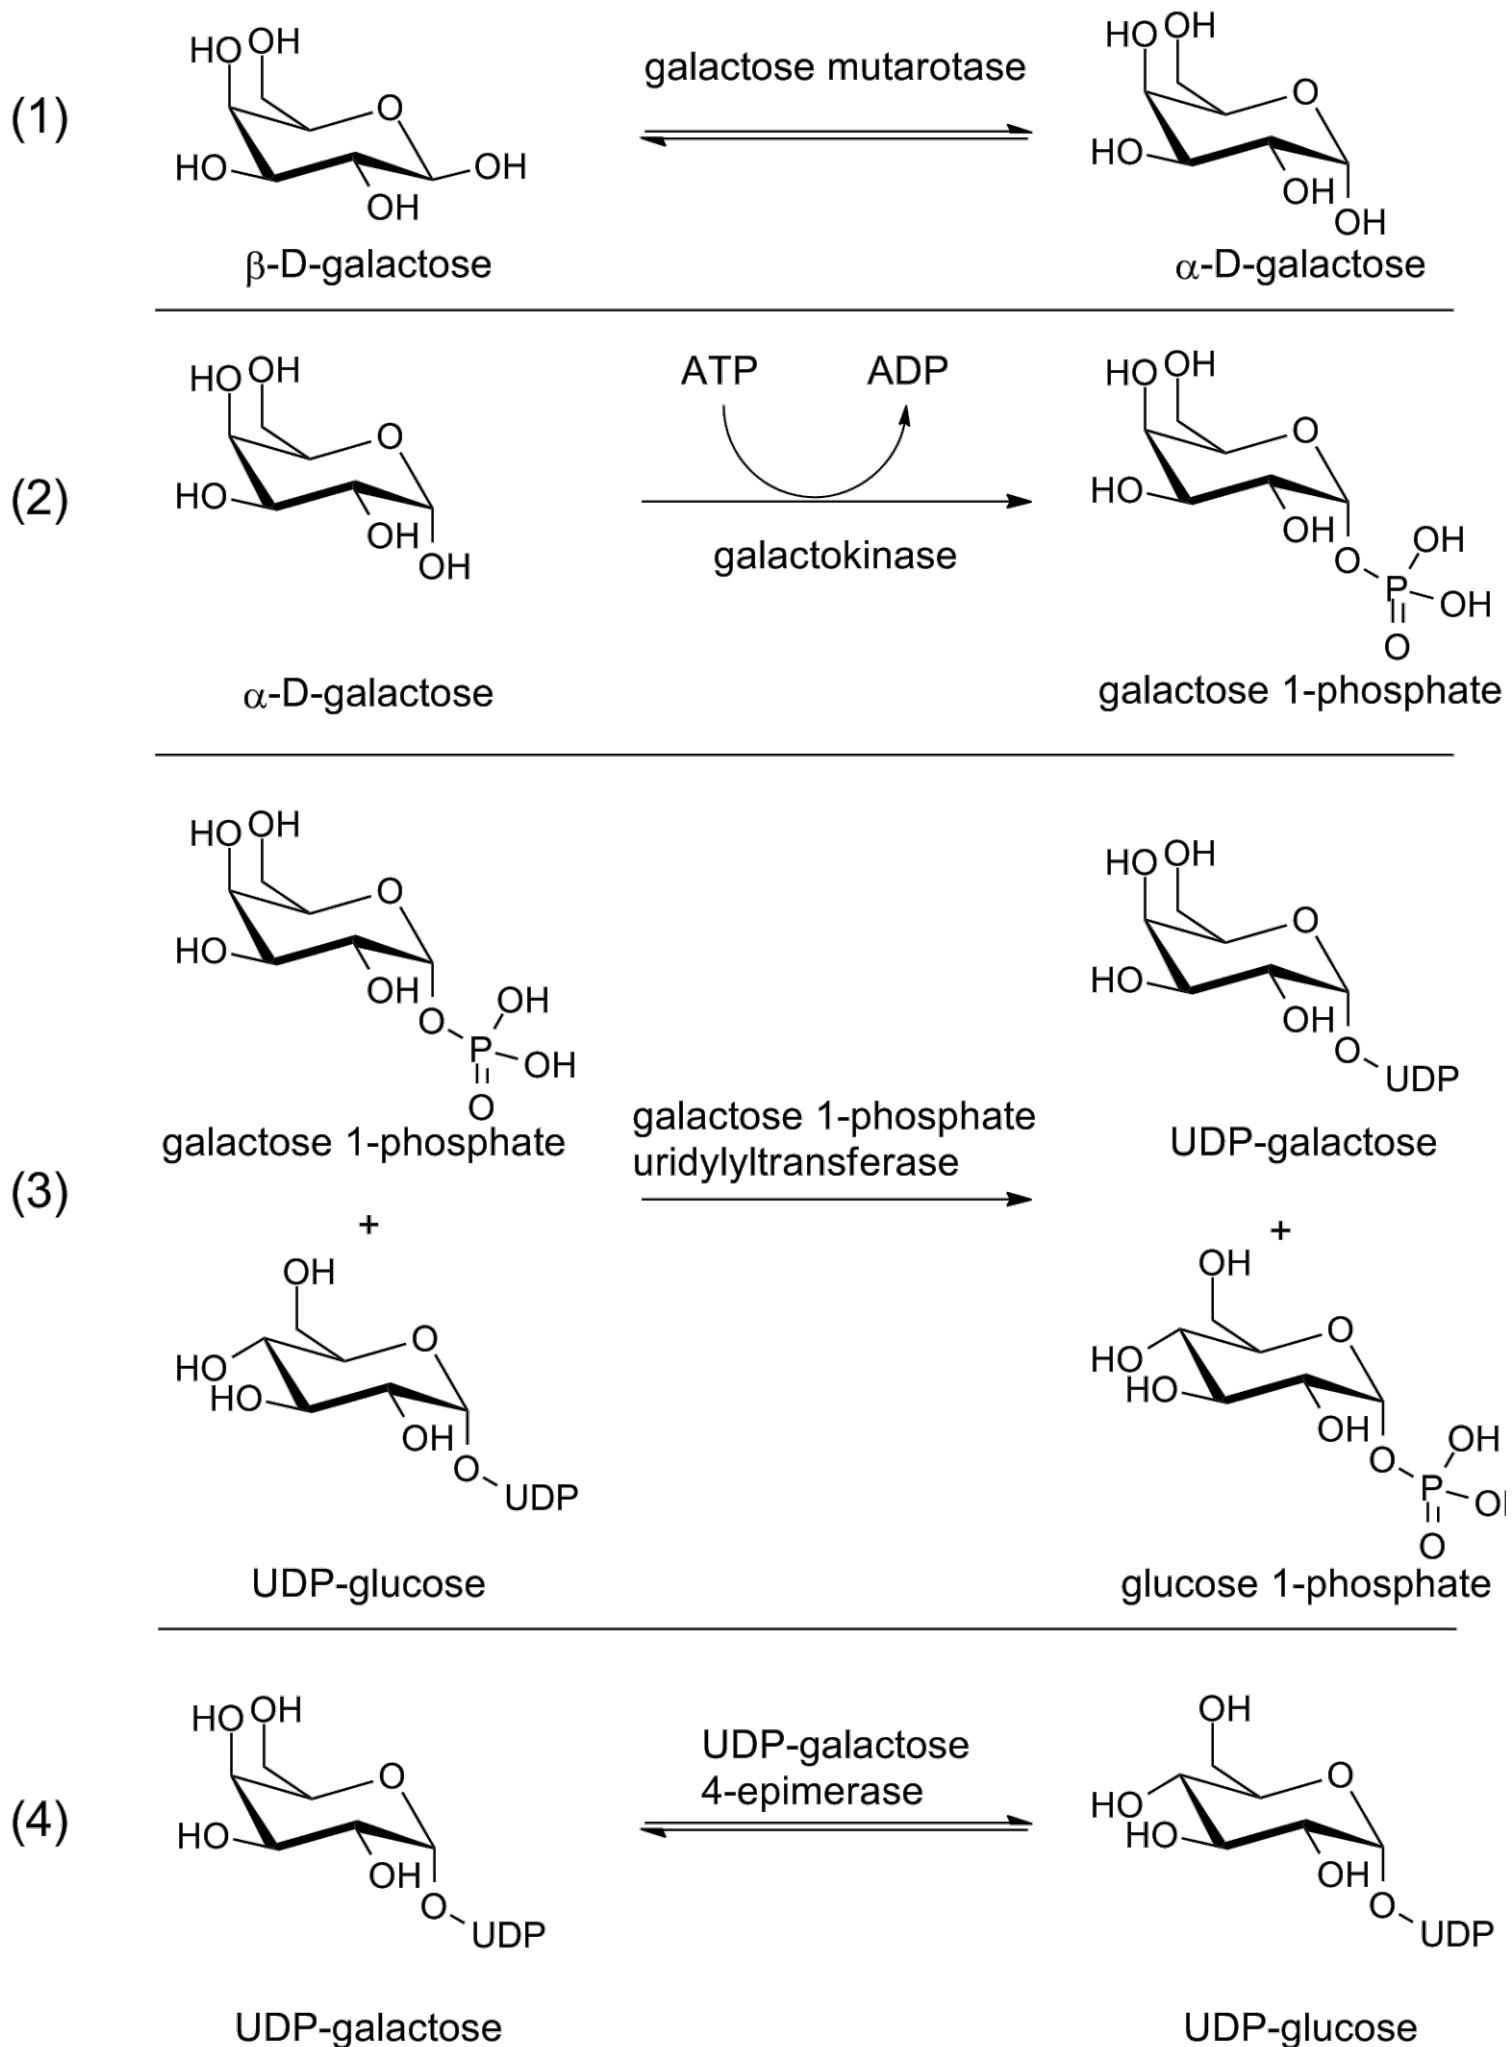 (1)
HO OH
O
HO
OH
OH
β-D-galactose
galactose mutarotase
HO OH
O
HO
OH
OH
α-D-galactose
(2)
HO OH
O
HO
OH
OH
α-D-galactose
ATP
ADP
galactokinase
HO OH
O
HO
OH
O
P
OH
OH
O
galactose 1-phosphate
(3)
HO OH
O
HO
OH
O
P
OH
OH
O
galactose 1-phosphate
+
OH
O
HO
HO
OH
O
UDP
UDP-glucose
galactose 1-phosphate
uridylyltransferase
HO OH
O
HO
OH
O
UDP
UDP-galactose
+
OH
O
HO
HO
OH
O
P
OH
O
O
glucose 1-phosphate
(4)
HO OH
O
HO
OH
O
UDP
UDP-galactose
UDP-galactose
4-epimerase
OH
O
HO
HO
OH
O
UDP
UDP-glucose